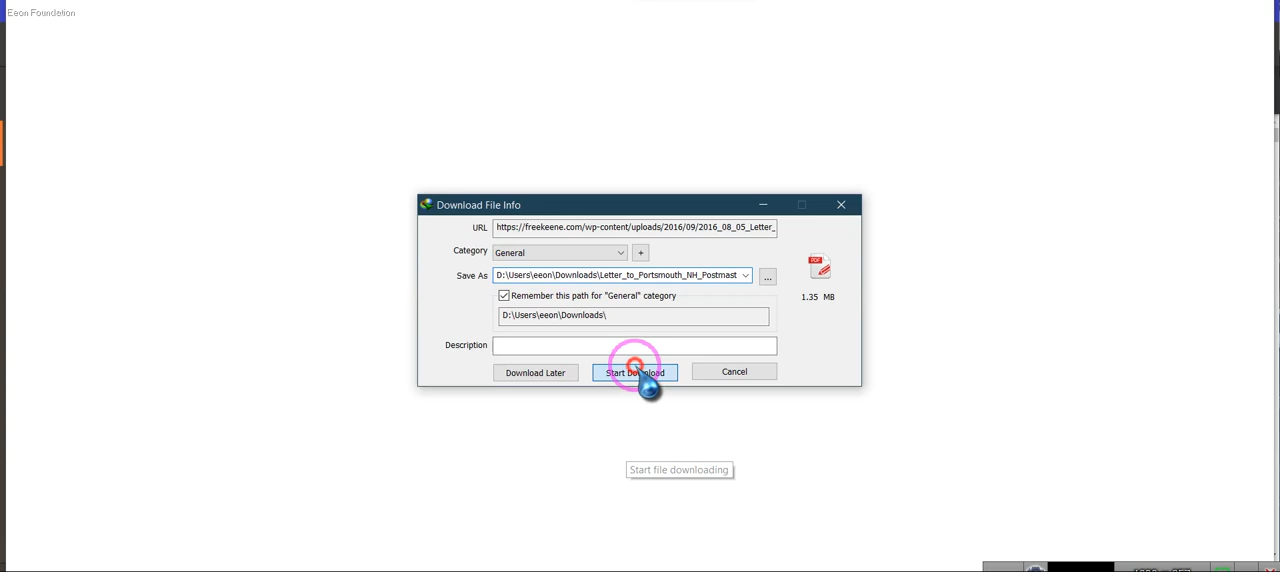 Eeon Foundation
Download File Info
URL https://freekeene.com/wp-content/uploads/2016/09/2016_08_05_Letter_
Category General +
Save As D:\Users\eeon\Downloads\Letter_to_Portsmouth_NH_Postmast ...
PDF
1.35 MB
Remember this path for "General" category
D:\Users\eeon\Downloads\
Description
Download Later Start Download Cancel
Start file downloading